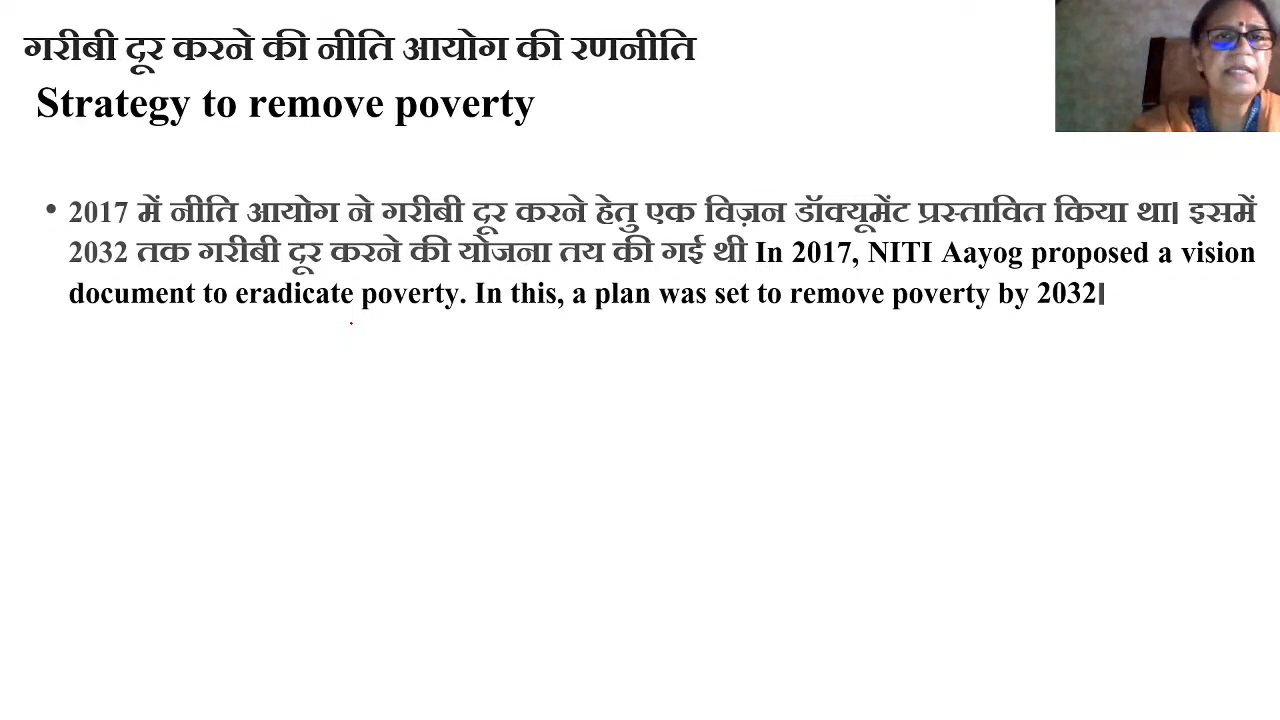 गरीबी दूर करने की नीति आयोग की रणनीति
Strategy to remove poverty
• 2017 में नीति आयोग ने गरीबी दूर करने हेतु एक विज़न डॉक्यूमेंट प्रस्तावित किया था। इसमें
2032 तक गरीबी दूर करने की योजना तय की गई थी In 2017, NITI Aayog proposed a vision
document to eradicate poverty. In this, a plan was set to remove poverty by 2032।